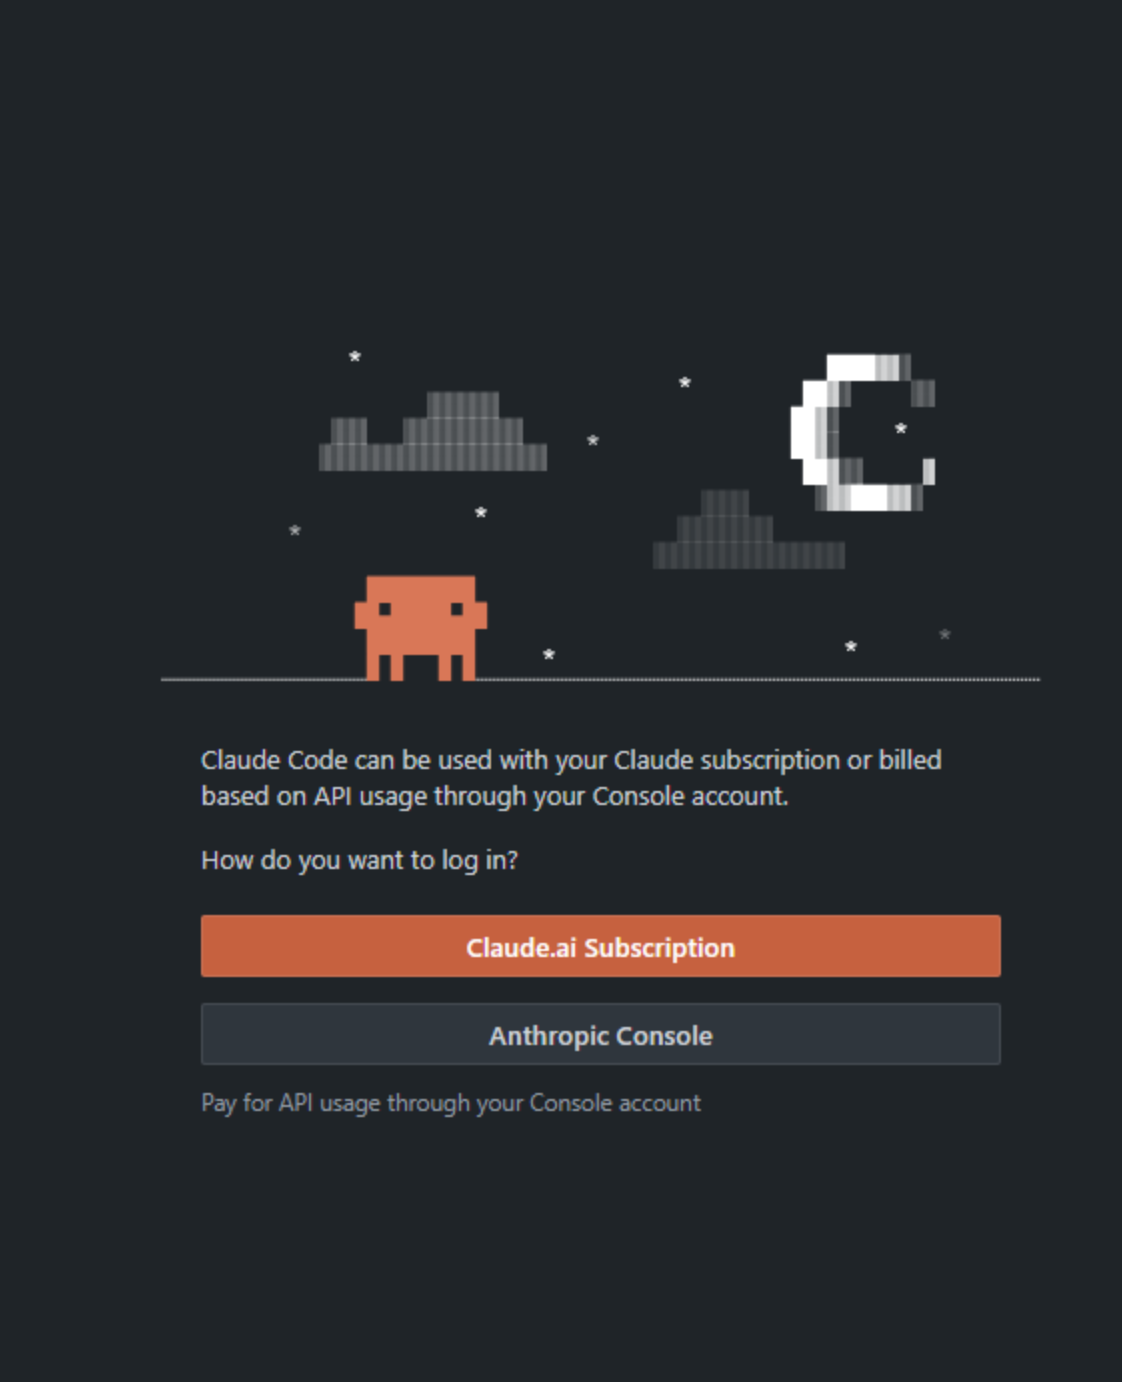 Claude Code can be used with your Claude subscription or billed
based on API usage through your Console account.
How do you want to log in?
Claude.ai Subscription
Anthropic Console
Pay for API usage through your Console account